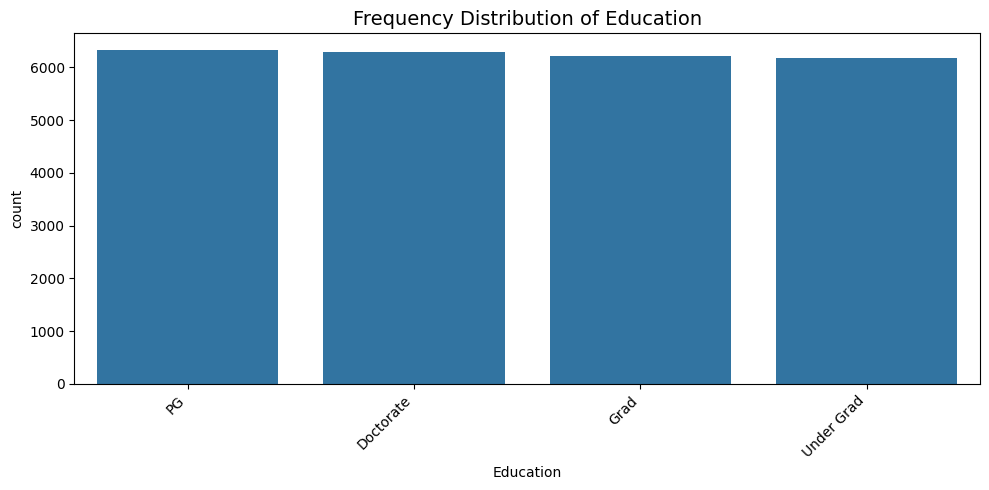 Frequency Distribution of Education
6000
5000
4000
3000
2000
1000
0
count
PG
Doctorate
Grad
Under Grad
Education